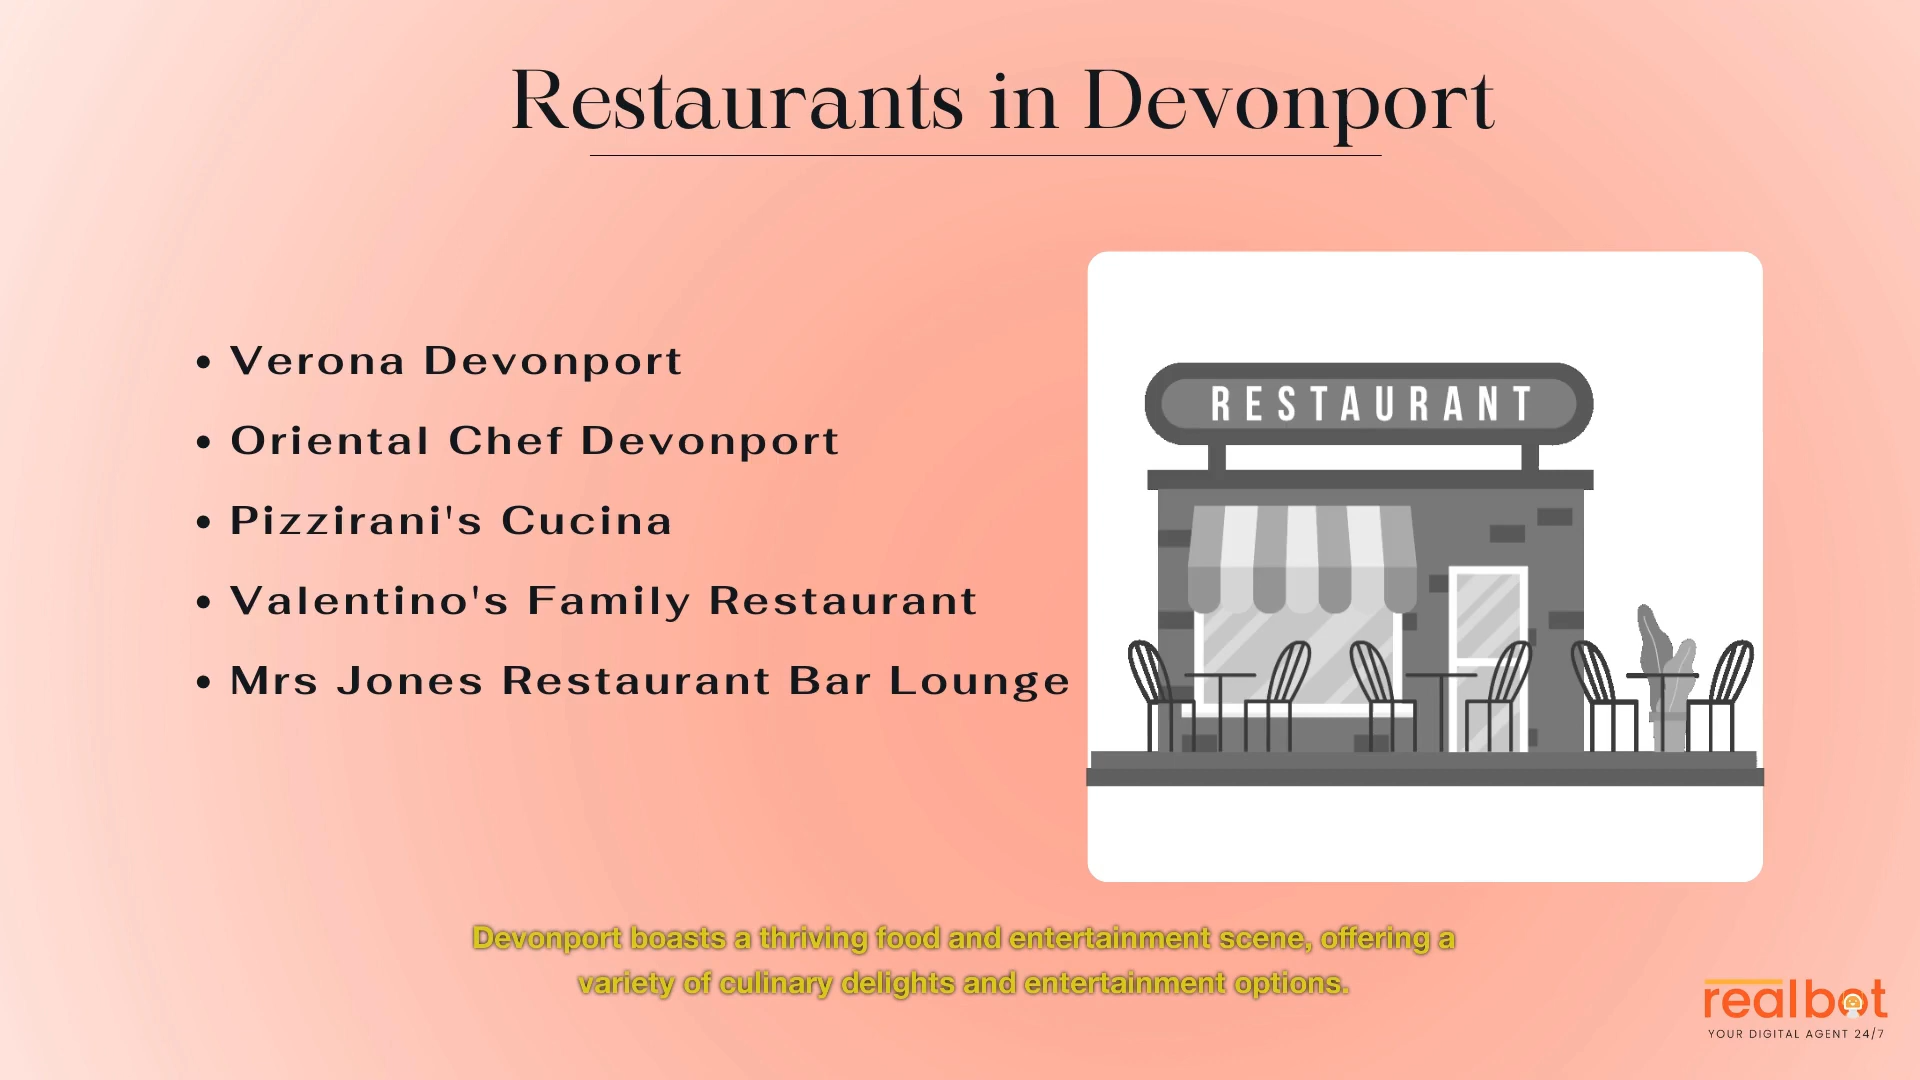 Restaurants in Devonport
• Verona Devonport
• Oriental Chef Devonport
• Pizzirani's Cucina
• Valentino's Family Restaurant
• Mrs Jones Restaurant Bar Lounge
RESTAURANT
Devonport boasts a thriving food and entertainment scene, offering a
variety of culinary delights and entertainment options.
realbot
YOUR DIGITAL AGENT 24/7